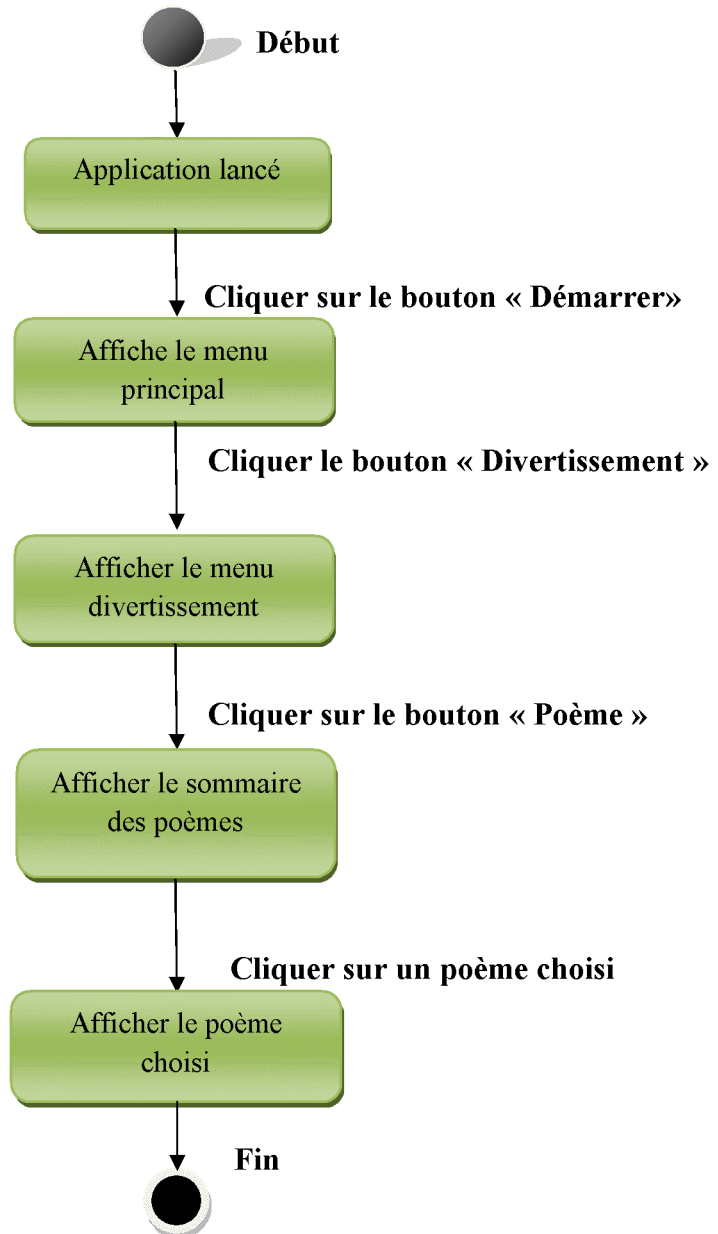 Début
Application lancé
Cliquer sur le bouton « Démarrer»
Affiche le menu
principal
Cliquer le bouton « Divertissement »
Afficher le menu
divertissement
Cliquer sur le bouton « Poème »
Afficher le sommaire
des poèmes
Cliquer sur un poème choisi
Afficher le poème
choisi
Fin